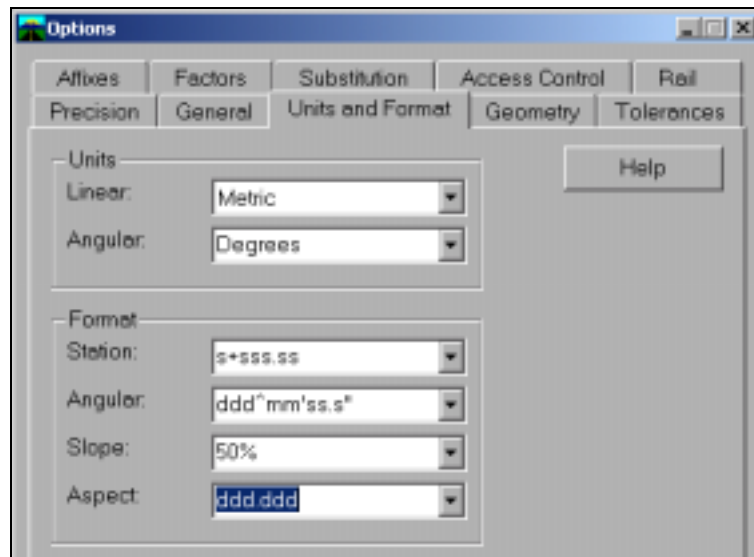 Options
Affixes Factors Substitution Access Control Rail
Precision General Units and Format Geometry Tolerances
Units
Help
Linear: Metric
Angular: Degrees
Format
Station: s+sss.ss
Angular: ddd^mm'ss.s"
Slope: 50%
Aspect: ddd.ddd